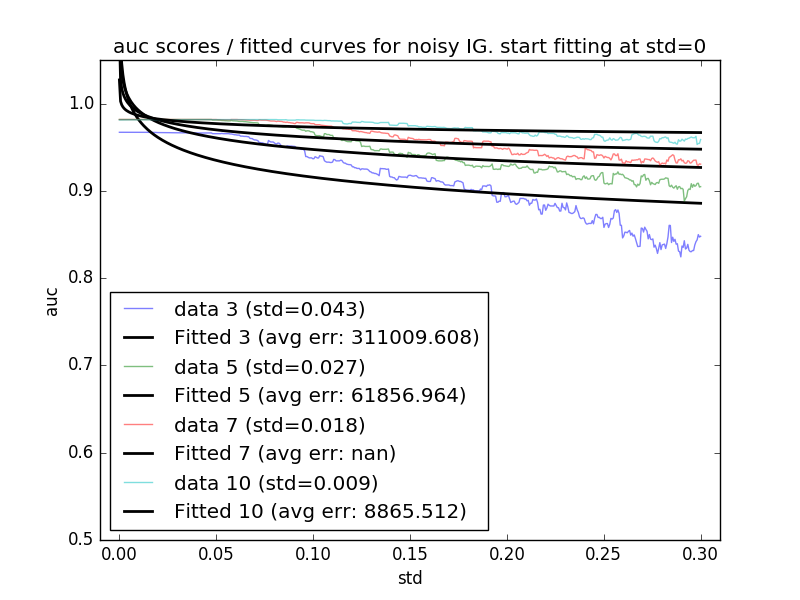 auc scores / fitted curves for noisy IG. start fitting at std=0
1.0
0.9
0.8
0.7
0.6
0.5
auc
data 3 (std=0.043)
Fitted 3 (avg err: 311009.608)
data 5 (std=0.027)
Fitted 5 (avg err: 61856.964)
data 7 (std=0.018)
Fitted 7 (avg err: nan)
data 10 (std=0.009)
Fitted 10 (avg err: 8865.512)
0.00 0.05 0.10 0.15 0.20 0.25 0.30
std